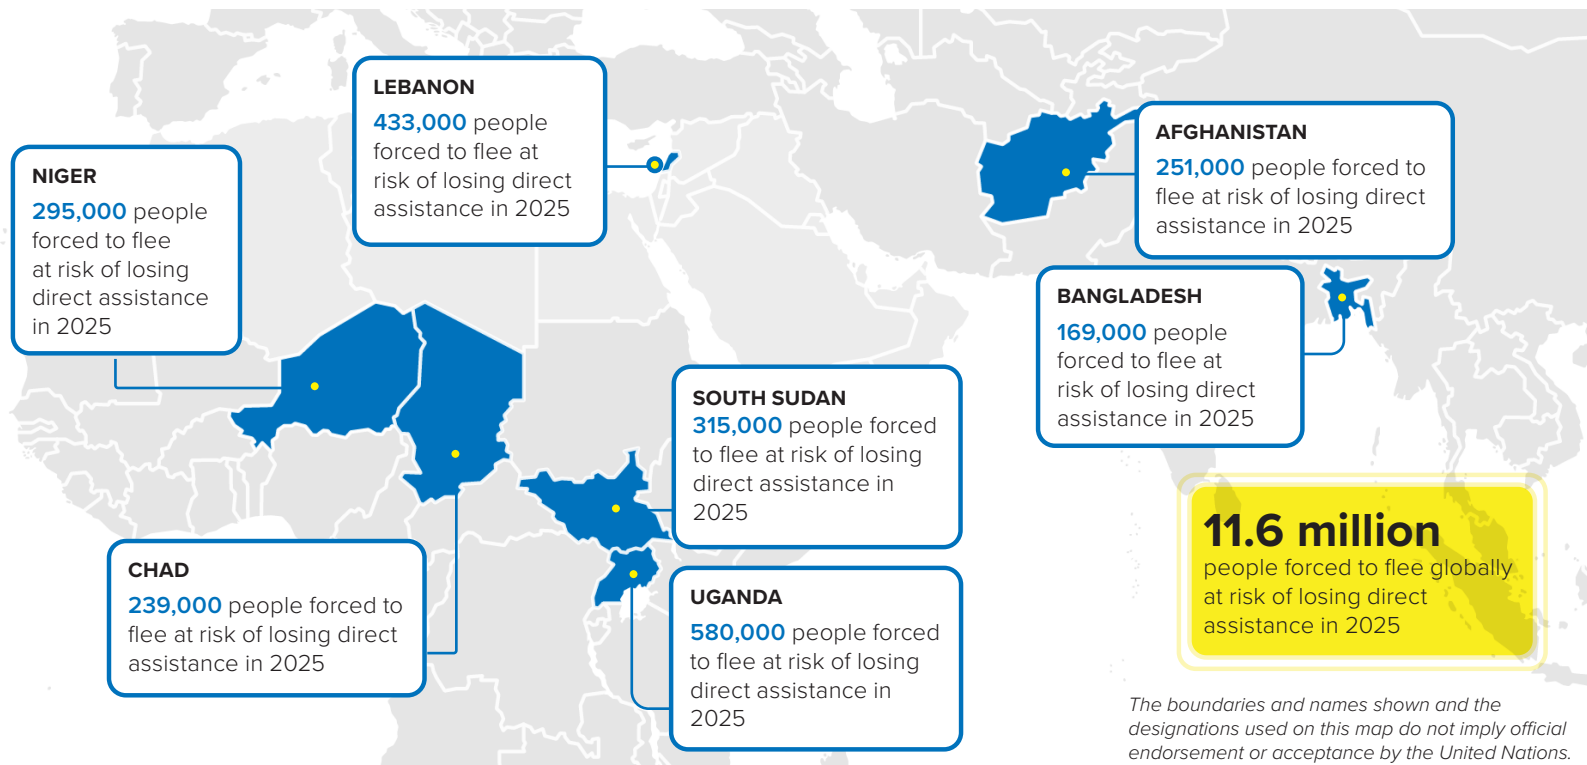 LEBANON
433,000 people
forced to flee at
risk of losing direct
assistance in 2025
NIGER
295,000 people
forced to flee
at risk of losing
direct assistance
in 2025
AFGHANISTAN
251,000 people forced to
flee at risk of losing direct
assistance in 2025
BANGLADESH
169,000 people
forced to flee at
risk of losing direct
assistance in 2025
SOUTH SUDAN
315,000 people forced
to flee at risk of losing
direct assistance in
2025
CHAD
239,000 people forced to
flee at risk of losing direct
assistance in 2025
UGANDA
580,000 people forced
to flee at risk of losing
direct assistance in
2025
11.6 million
people forced to flee globally
at risk of losing direct
assistance in 2025
The boundaries and names shown and the
designations used on this map do not imply official
endorsement or acceptance by the United Nations.